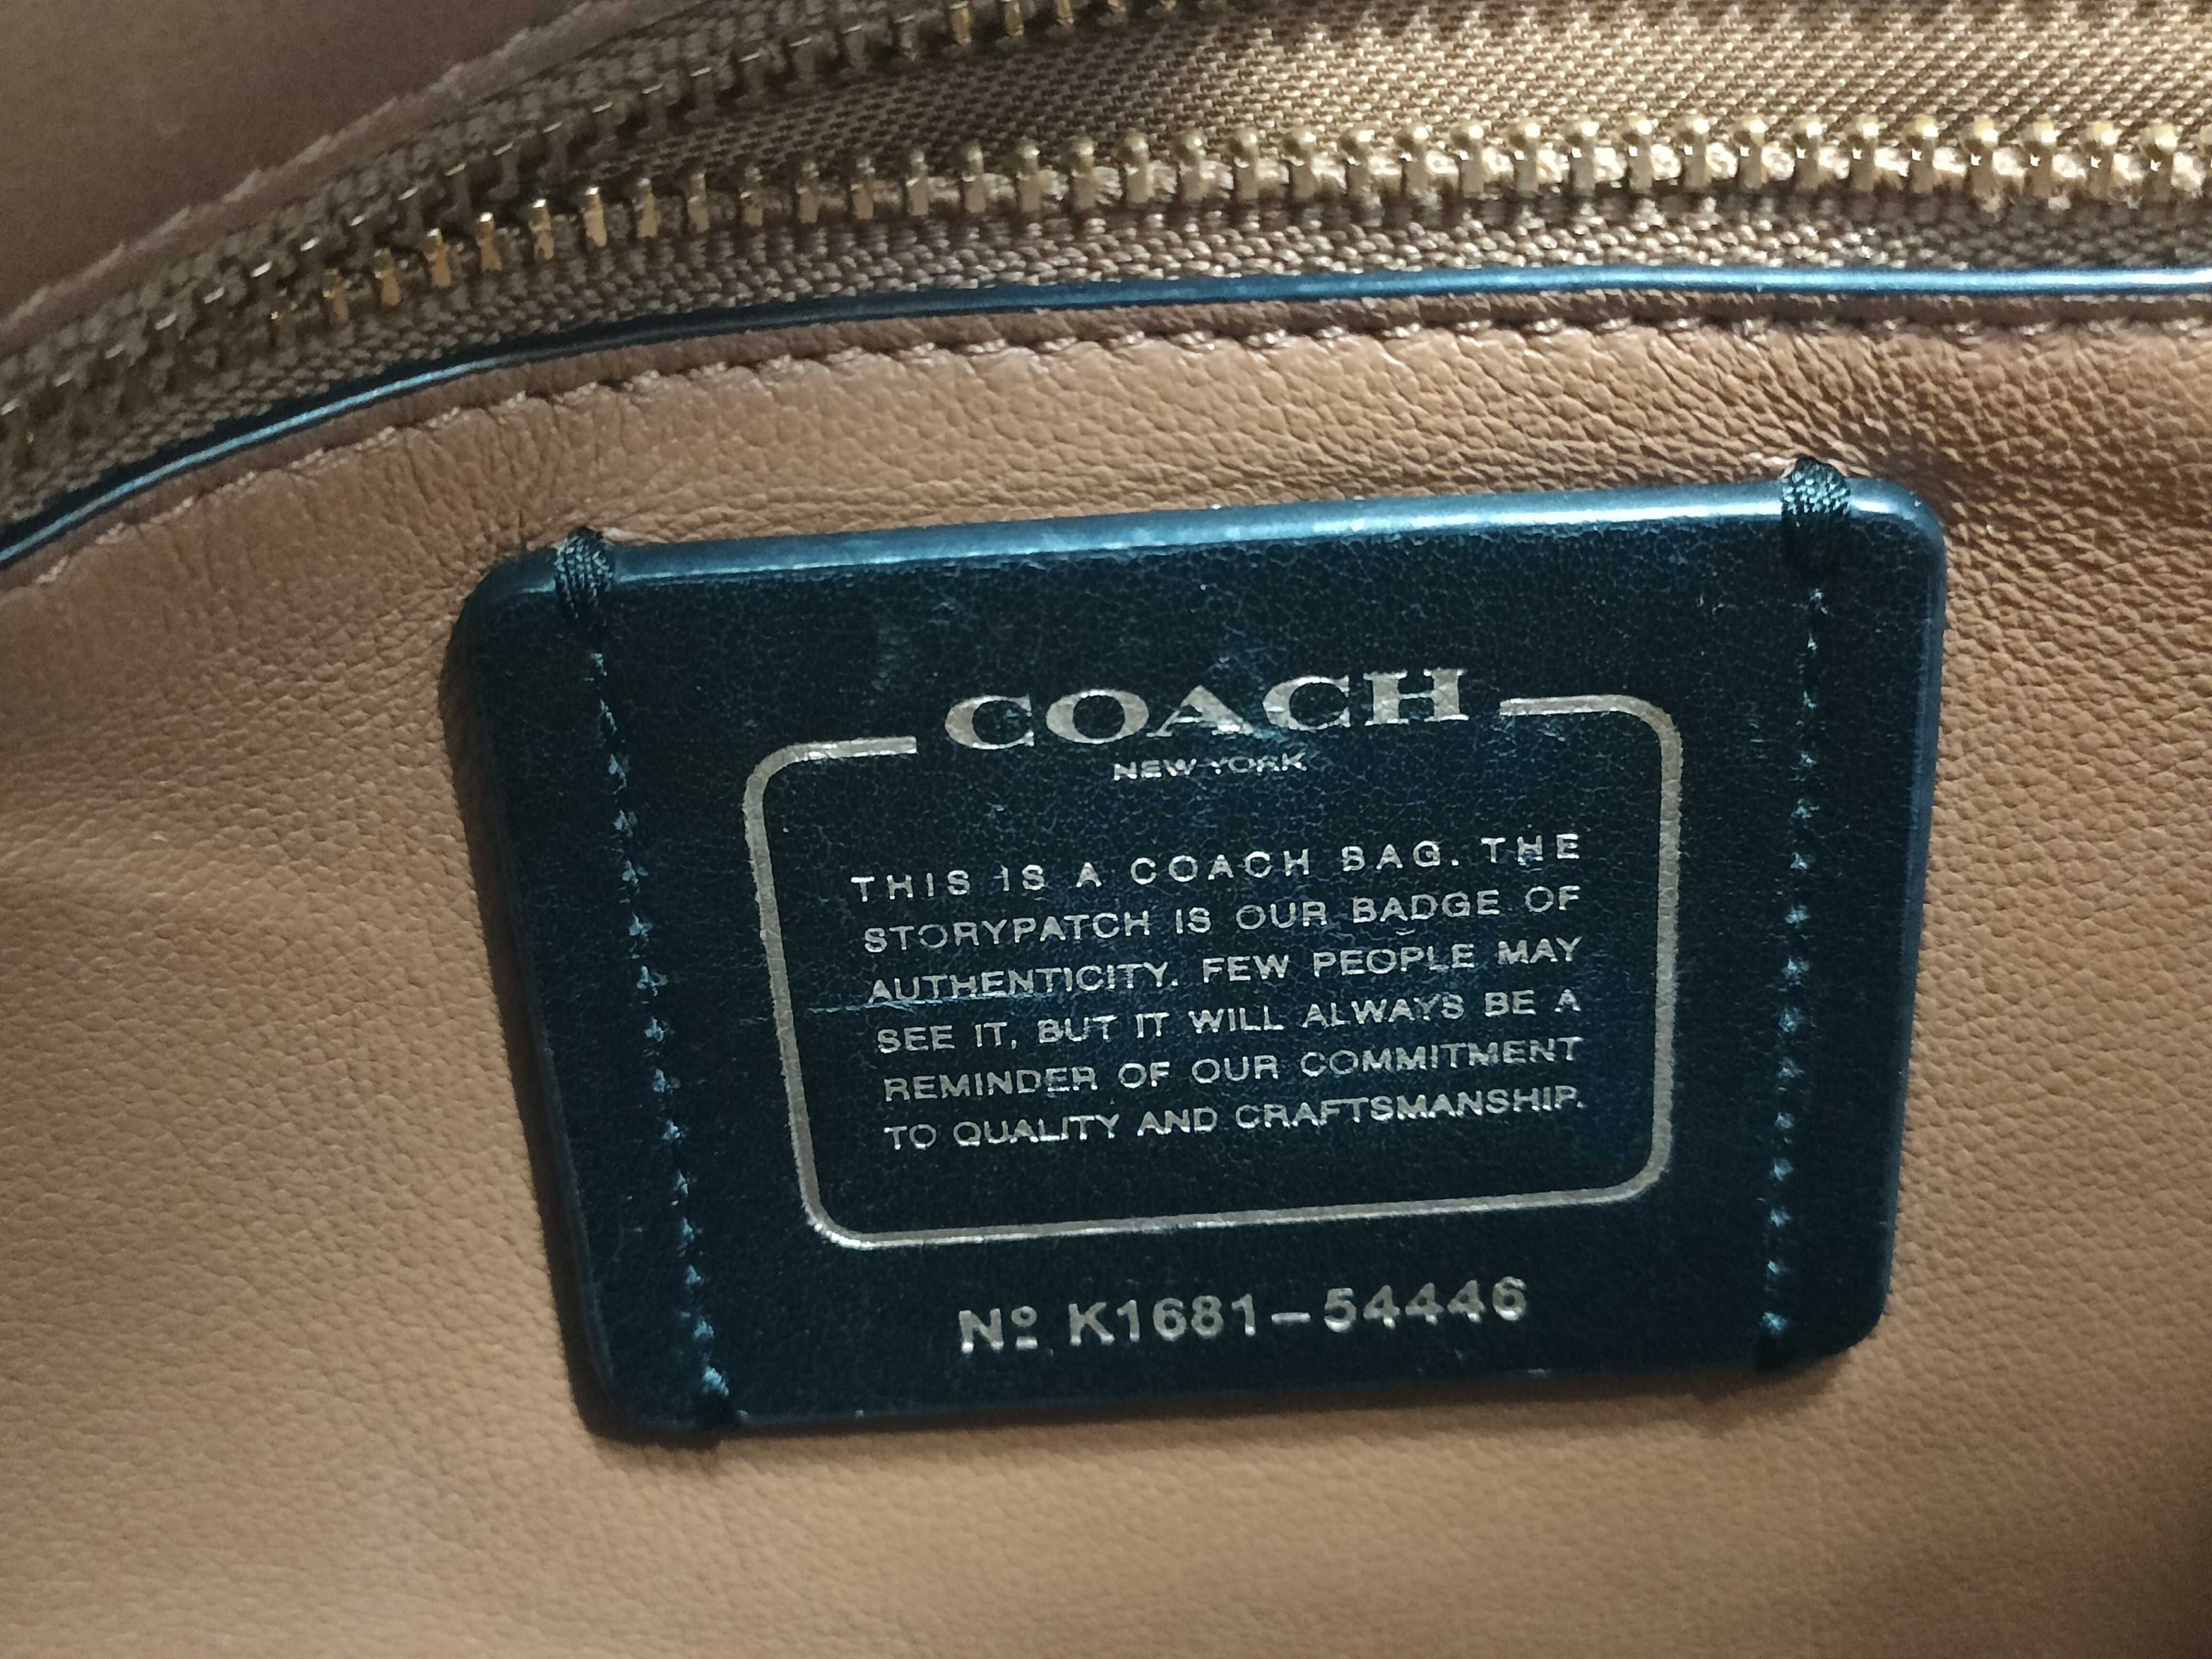 COACH
NEW YORK
THIS IS A COACH BAG. THE
STORYPATCH IS OUR BADGE OF
AUTHENTICITY. FEW PEOPLE MAY
SEE IT, BUT IT WILL ALWAYS BE A
REMINDER OF OUR COMMITMENT
TO QUALITY AND CRAFTSMANSHIP.
Nº K1681-54446